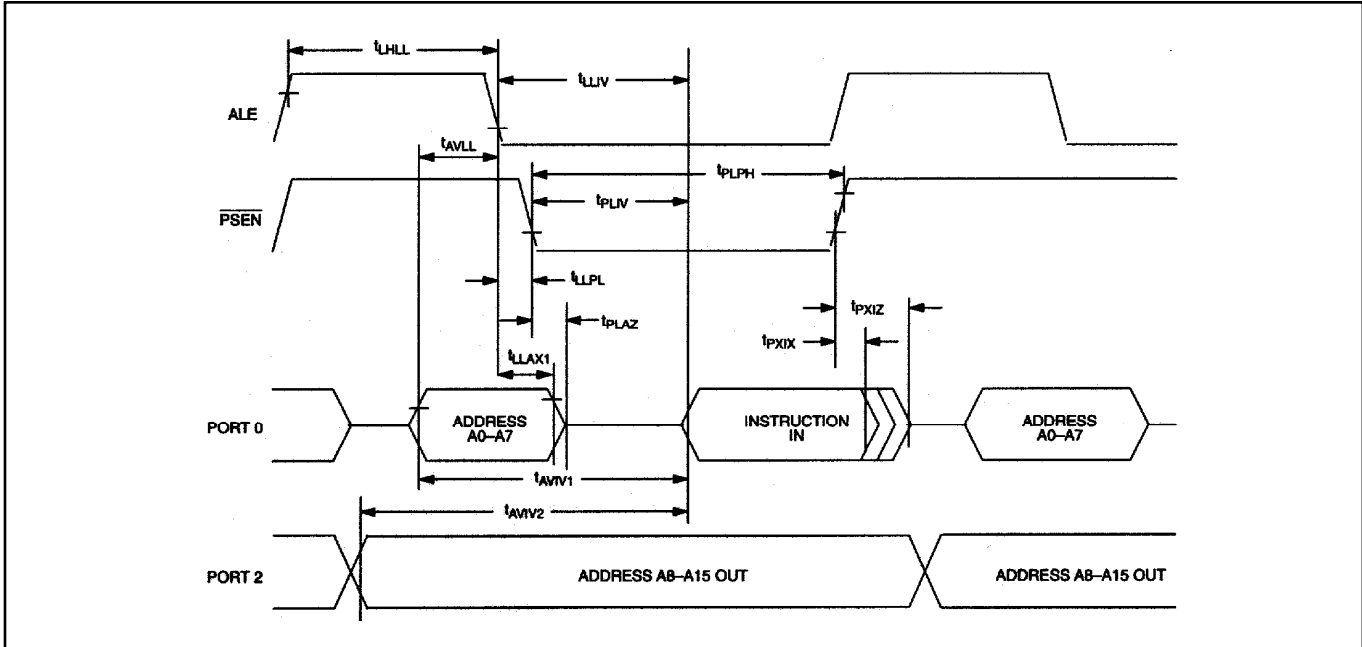 tLHLL
tLLIV
ALE
tAVLL
tPLPH
PSEN
tPLIV
tLLPL
tPLAZ
tPXIZ
tPXIX
tLLAX1
PORT 0
ADDRESS
A0–A7
INSTRUCTION
IN
ADDRESS
A0–A7
tAVIV1
tAVIV2
PORT 2
ADDRESS A8–A15 OUT
ADDRESS A8–A15 OUT